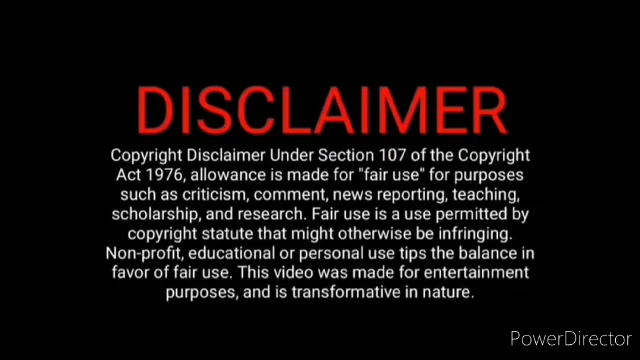 DISCLAIMER
Copyright Disclaimer Under Section 107 of the Copyright
Act 1976, allowance is made for "fair use" for purposes
such as criticism, comment, news reporting, teaching,
scholarship, and research. Fair use is a use permitted by
copyright statute that might otherwise be infringing.
Non-profit, educational or personal use tips the balance in
favor of fair use. This video was made for entertainment
purposes, and is transformative in nature.
PowerDirector